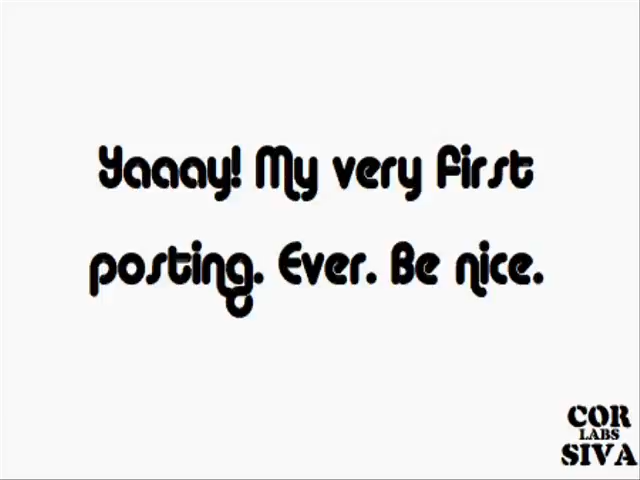 Yaaay! My very first
posting. Ever. Be nice.
COR
LABS
SIVA